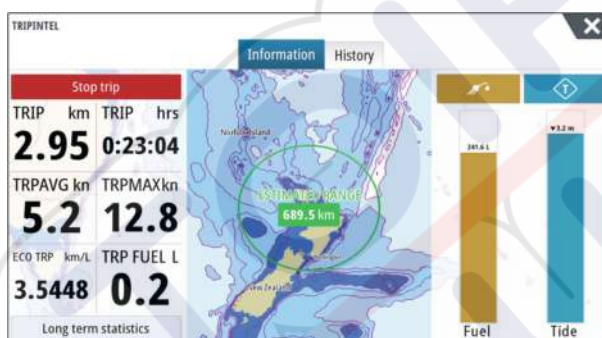 TRIPINTEL
Information History
Stop trip
TRIP km TRIP hrs
2.95 0:23:04
TRPAVG kn TRPMAX kn
5.2 12.8
ECO TRP km/L TRP FUEL L
3.5448 0.2
Long term statistics
Norfolk Island
ESTIMATED RANGE
689.5 km
New Zealand
T
241.6 L
▼3.2 m
Fuel Tide